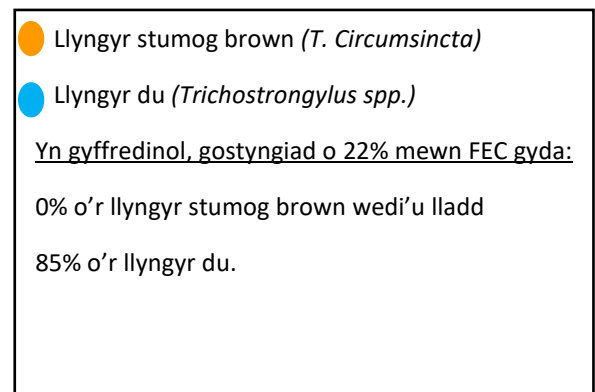 Llyngyr stumog brown (T. Circumsincta)
Llyngyr du (Trichostrongylus spp.)
Yn gyffredinol, gostyngiad o 22% mewn FEC gyda:
0% o'r llyngyr stumog brown wedi'u lladd
85% o'r llyngyr du.